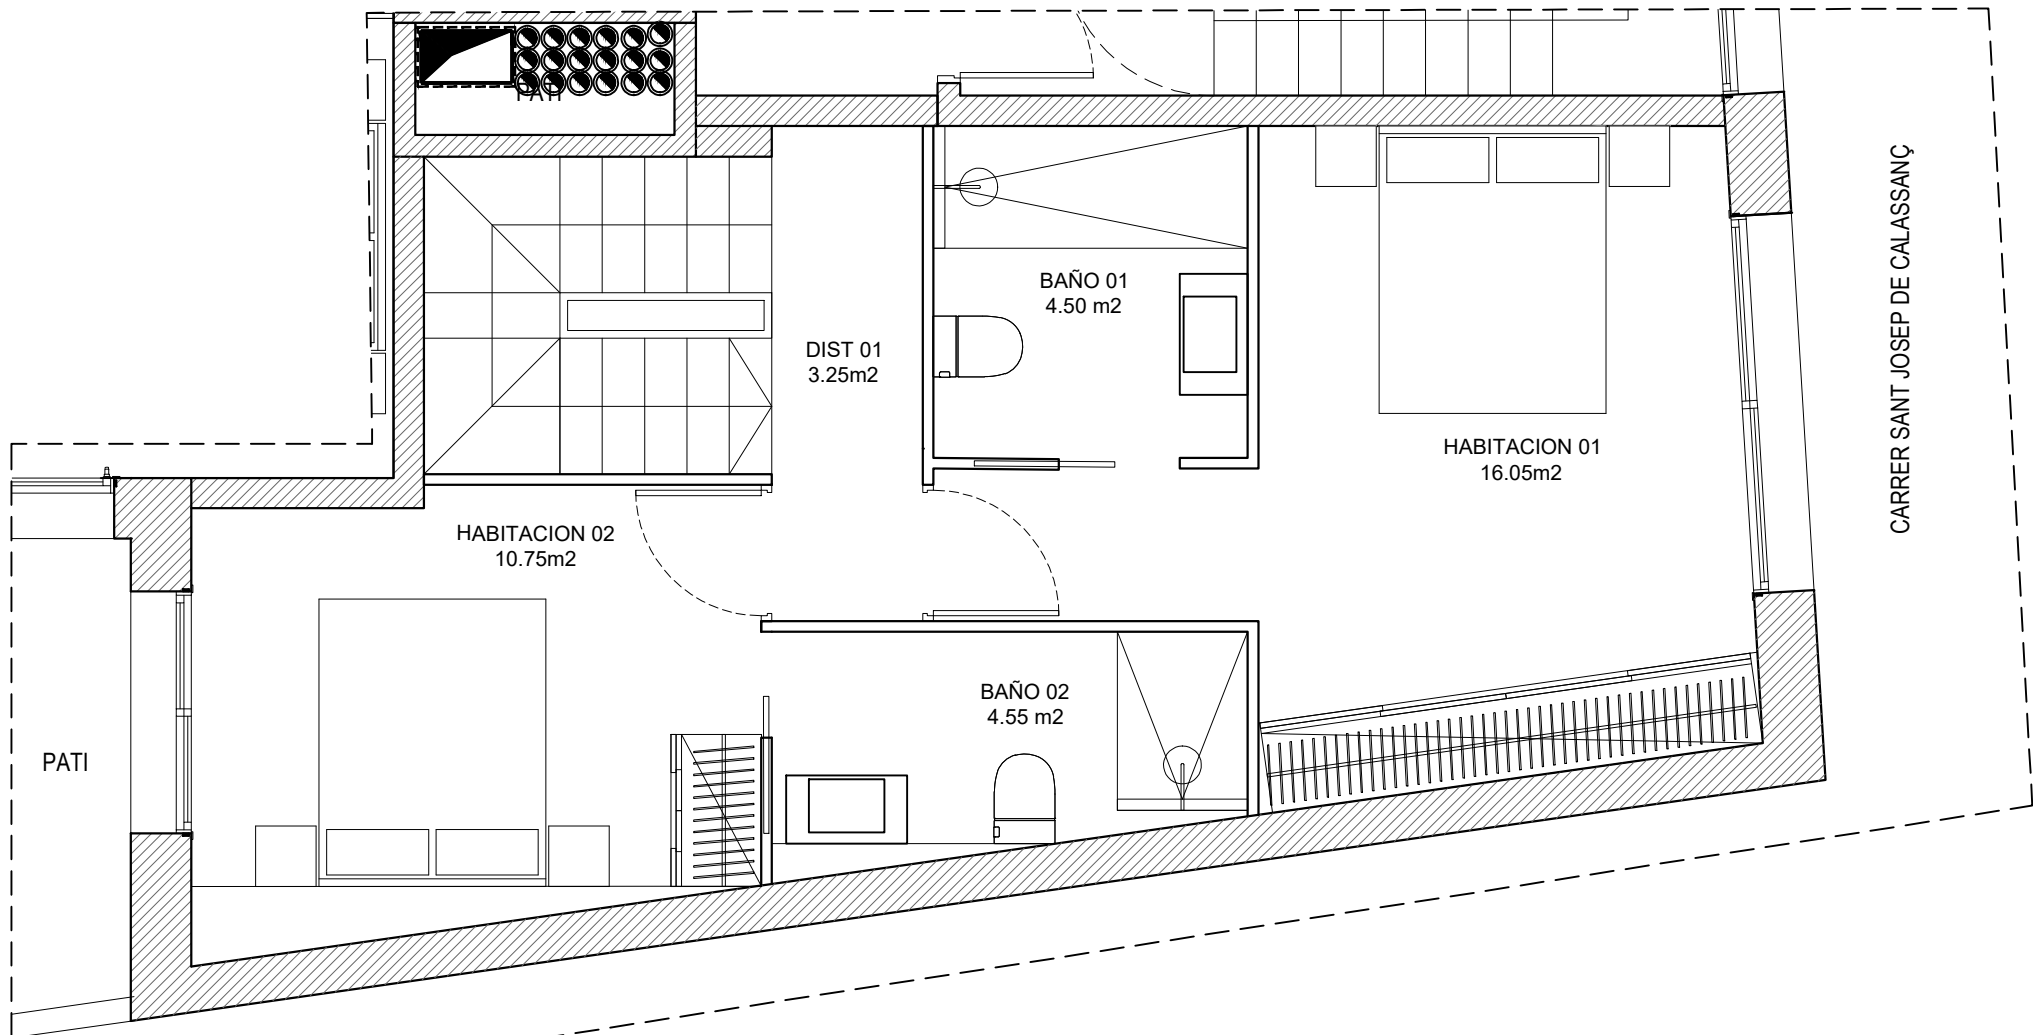 PATI
BAÑO 01
4.50 m2
DIST 01
3.25m2
HABITACION 01
16.05m2
CARRER SANT JOSEP DE CALASSANÇ
HABITACION 02
10.75m2
BAÑO 02
4.55 m2
PATI